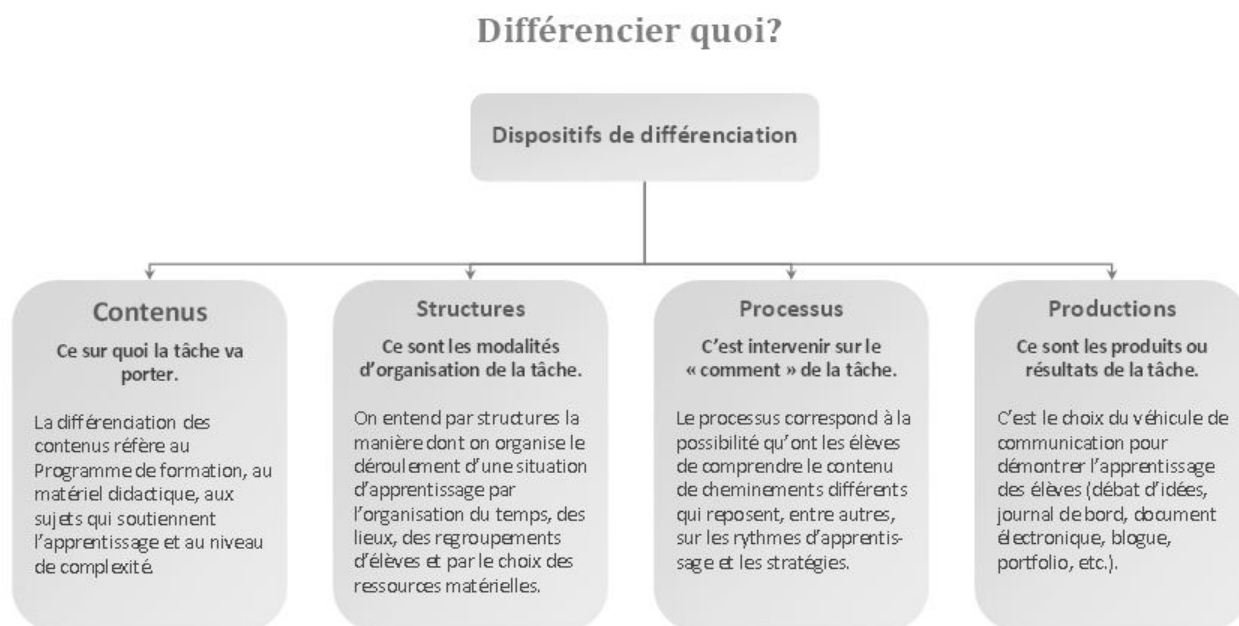 Différencier quoi?
Dispositifs de différenciation
Contenus
Ce sur quoi la tâche va
porter.
La différenciation des
contenus réfère au
Programme de formation, au
matériel didactique, aux
sujets qui soutiennent
l'apprentissage et au niveau
de complexité.
Structures
Ce sont les modalités
d'organisation de la tâche.
On entend par structures la
manière dont on organise le
déroulement d'une situation
d'apprentissage par
l'organisation du temps, des
lieux, des regroupements
d'élèves et par le choix des
ressources matérielles.
Processus
C'est intervenir sur le
« comment » de la tâche.
Le processus correspond à la
possibilité qu'ont les élèves
de comprendre le contenu
de cheminements différents
qui reposent, entre autres,
sur les rythmes d'apprentis-
sage et les stratégies.
Productions
Ce sont les produits ou
résultats de la tâche.
C'est le choix du véhicule de
communication pour
démontrer l'apprentissage
des élèves (débat d'idées,
journal de bord, document
électronique, blogue,
portfolio, etc.).